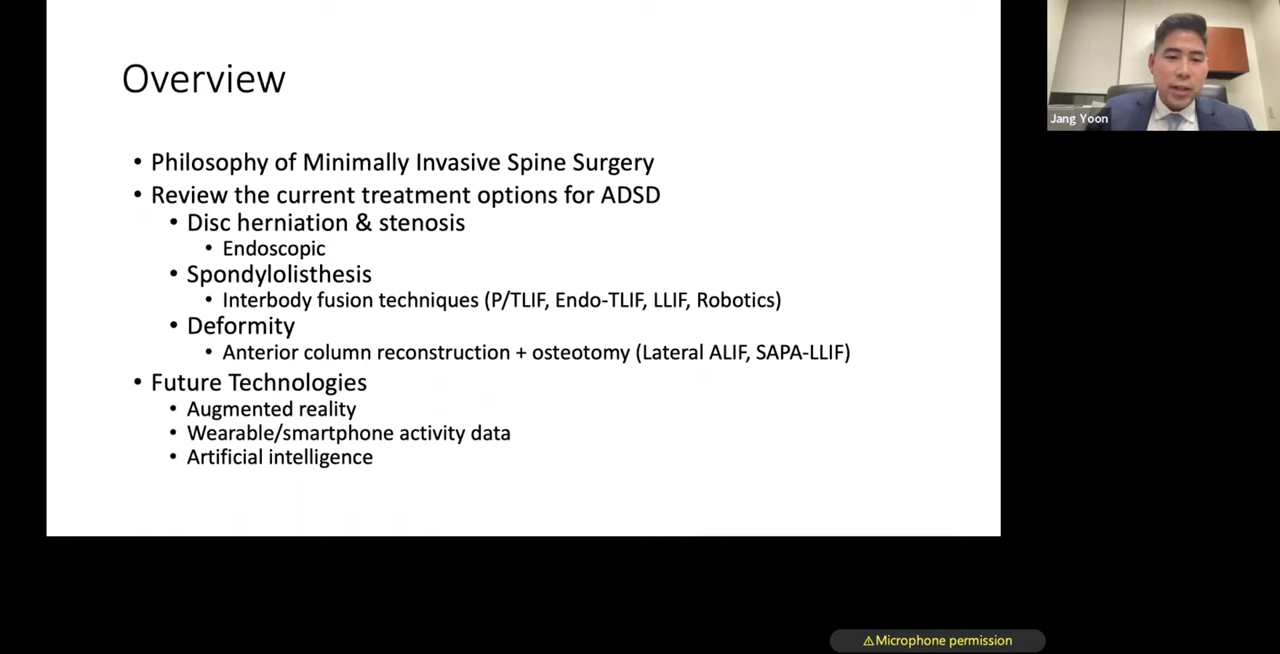 Overview
• Philosophy of Minimally Invasive Spine Surgery
• Review the current treatment options for ADSD
• Disc herniation & stenosis
• Endoscopic
• Spondylolisthesis
• Interbody fusion techniques (P/TLIF, Endo-TLIF, LLIF, Robotics)
• Deformity
• Anterior column reconstruction + osteotomy (Lateral ALIF, SAPA-LLIF)
• Future Technologies
• Augmented reality
• Wearable/smartphone activity data
• Artificial intelligence
Jang Yoon
⚠Microphone permission